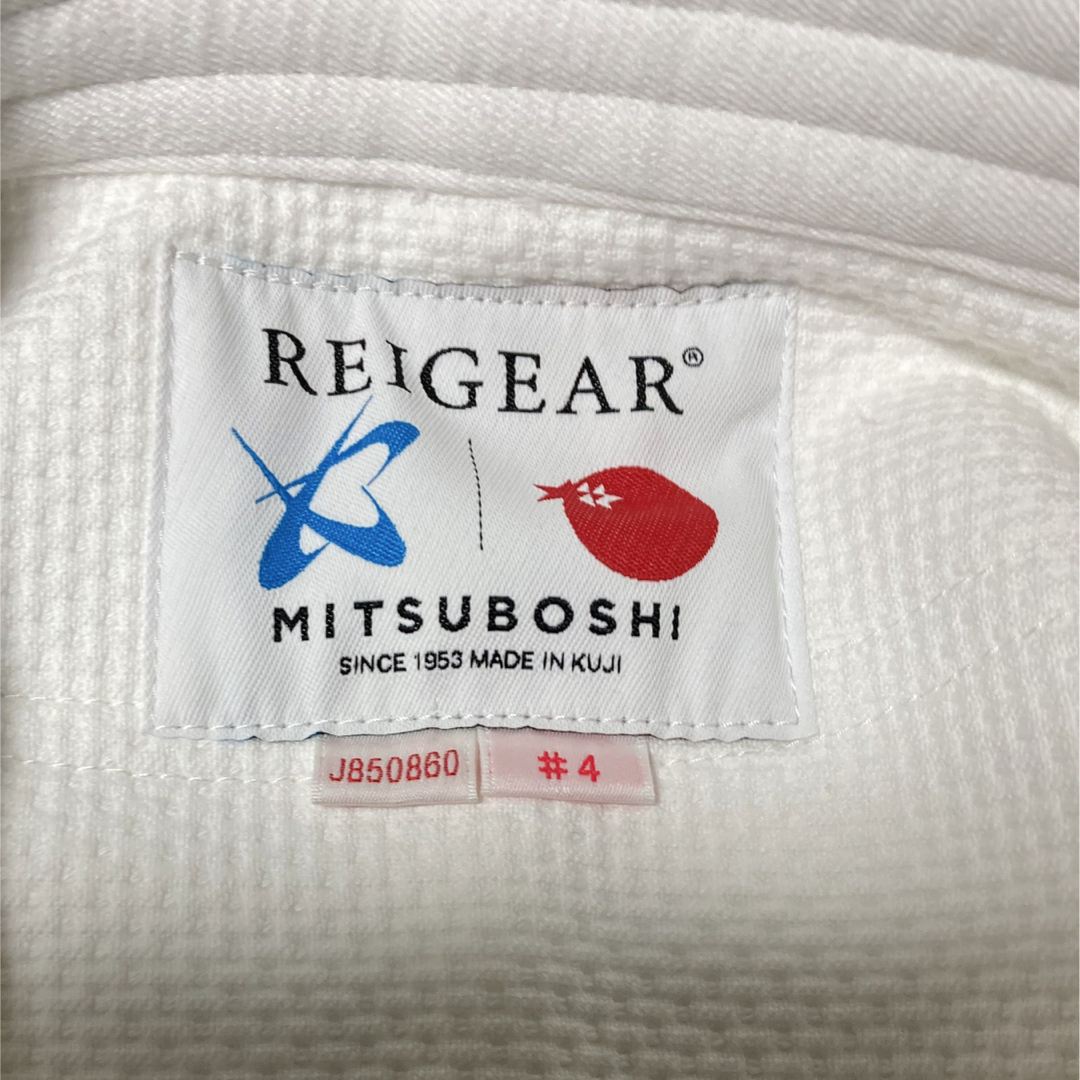 REIGEAR®
MITSUBOSHI
SINCE 1953 MADE IN KUJI
J850860
#4